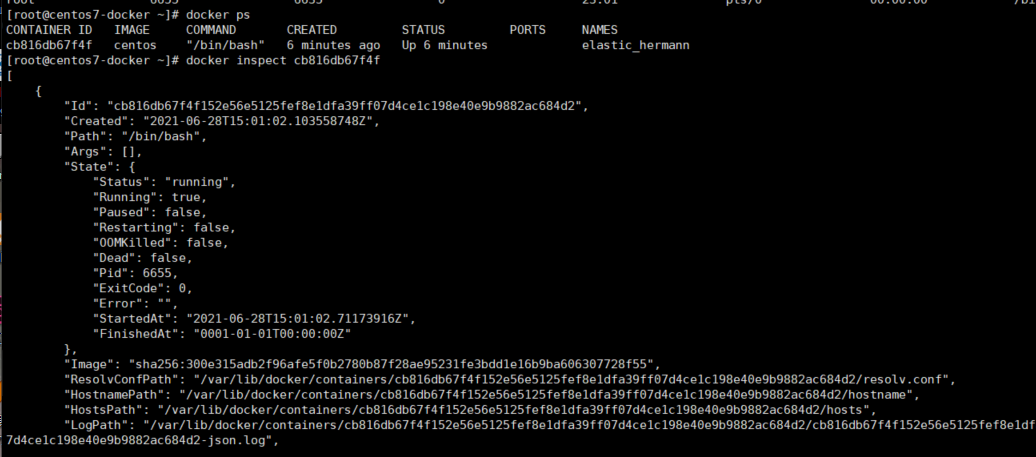 [root@centos7-docker ~]# docker ps
CONTAINER ID   IMAGE     COMMAND       CREATED         STATUS         PORTS     NAMES
cb816db67f4f   centos    "/bin/bash"   6 minutes ago   Up 6 minutes             elastic_hermann
[root@centos7-docker ~]# docker inspect cb816db67f4f
[
    {
        "Id": "cb816db67f4f152e56e5125fef8e1dfa39ff07d4ce1c198e40e9b9882ac684d2",
        "Created": "2021-06-28T15:01:02.103558748Z",
        "Path": "/bin/bash",
        "Args": [],
        "State": {
            "Status": "running",
            "Running": true,
            "Paused": false,
            "Restarting": false,
            "OOMKilled": false,
            "Dead": false,
            "Pid": 6655,
            "ExitCode": 0,
            "Error": "",
            "StartedAt": "2021-06-28T15:01:02.71173916Z",
            "FinishedAt": "0001-01-01T00:00:00Z"
        },
        "Image": "sha256:300e315adb2f96afe5f0b2780b87f28ae95231fe3bdd1e16b9ba606307728f55",
        "ResolvConfPath": "/var/lib/docker/containers/cb816db67f4f152e56e5125fef8e1dfa39ff07d4ce1c198e40e9b9882ac684d2/resolv.conf",
        "HostnamePath": "/var/lib/docker/containers/cb816db67f4f152e56e5125fef8e1dfa39ff07d4ce1c198e40e9b9882ac684d2/hostname",
        "HostsPath": "/var/lib/docker/containers/cb816db67f4f152e56e5125fef8e1dfa39ff07d4ce1c198e40e9b9882ac684d2/hosts",
        "LogPath": "/var/lib/docker/containers/cb816db67f4f152e56e5125fef8e1dfa39ff07d4ce1c198e40e9b9882ac684d2/cb816db67f4f152e56e5125fef8e1df
7d4ce1c198e40e9b9882ac684d2-json.log",